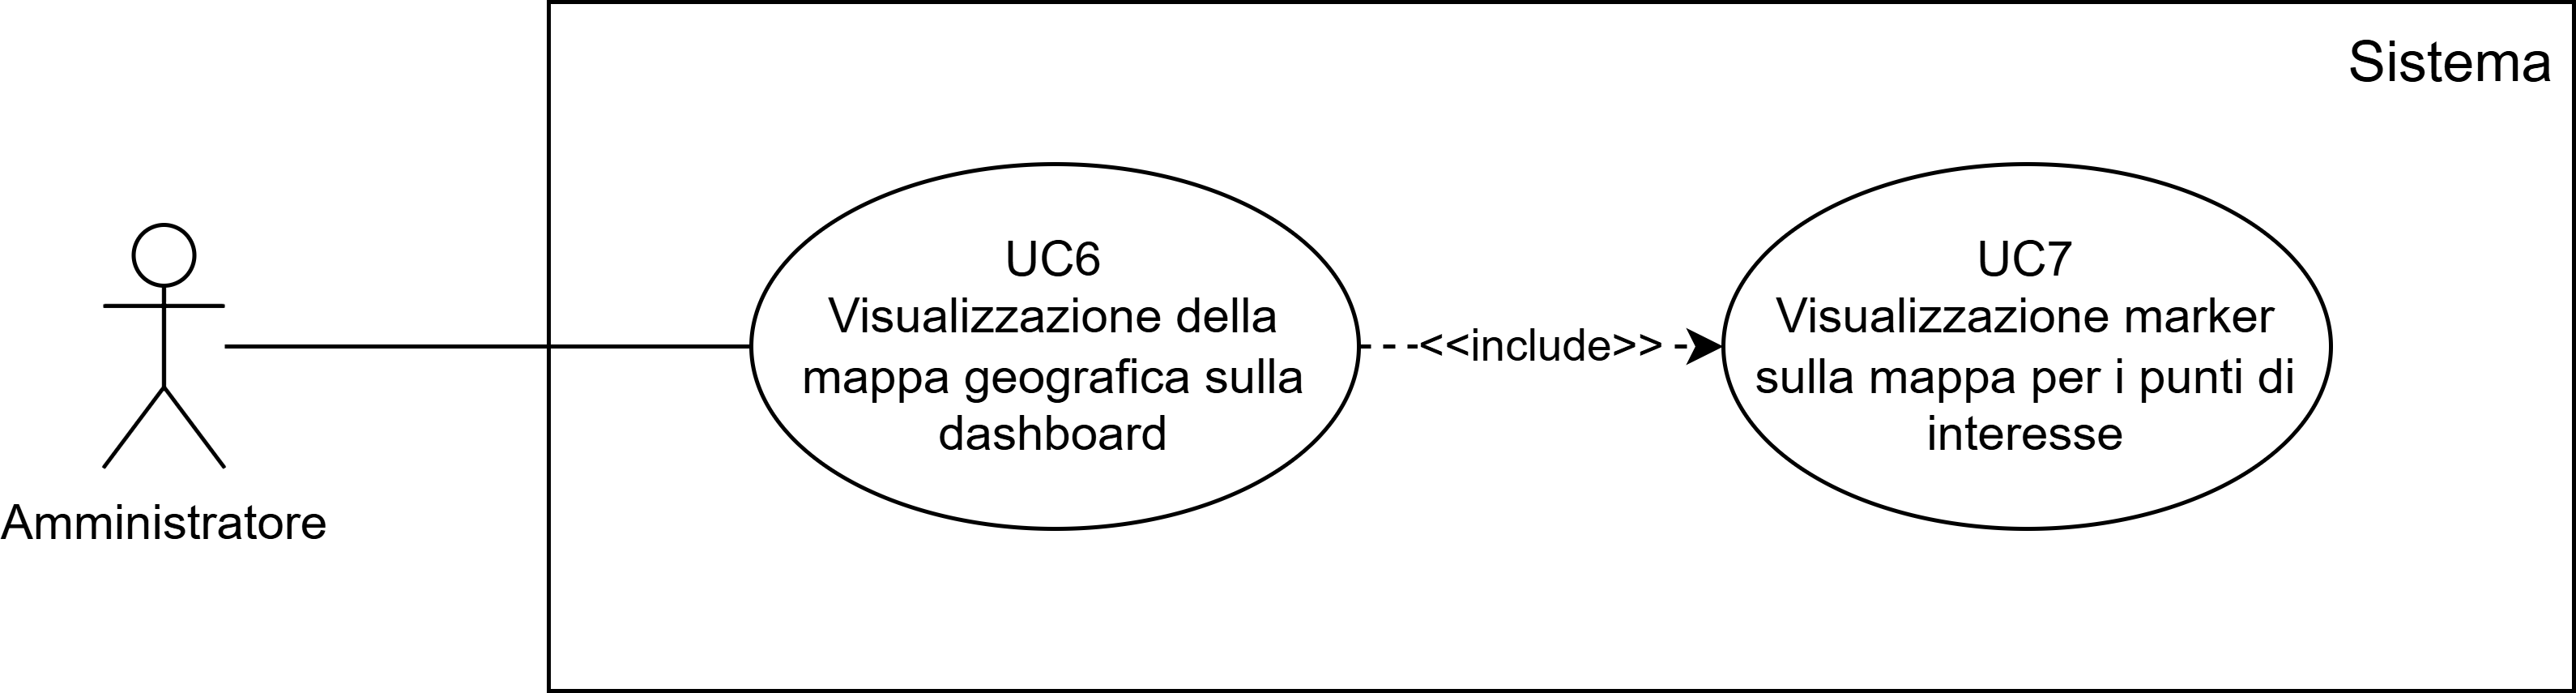 Sistema
UC6
Visualizzazione della
mappa geografica sulla
dashboard
<<include>>
UC7
Visualizzazione marker
sulla mappa per i punti di
interesse
Amministratore